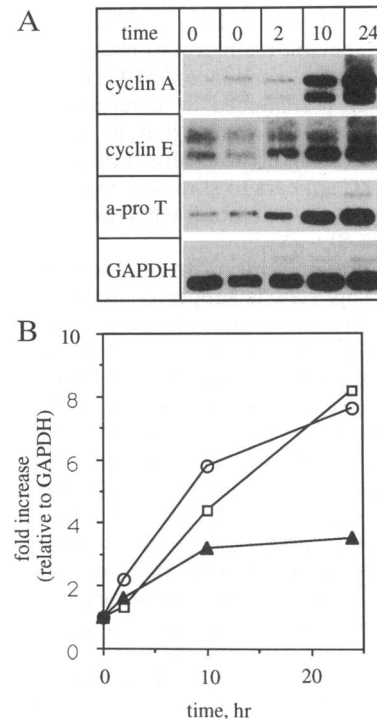 A
time 0 0 2 10 24
cyclin A
cyclin E
a-pro T
GAPDH
B
10
8
6
4
2
0
fold increase
(relative to GAPDH)
0 10 20
time, hr